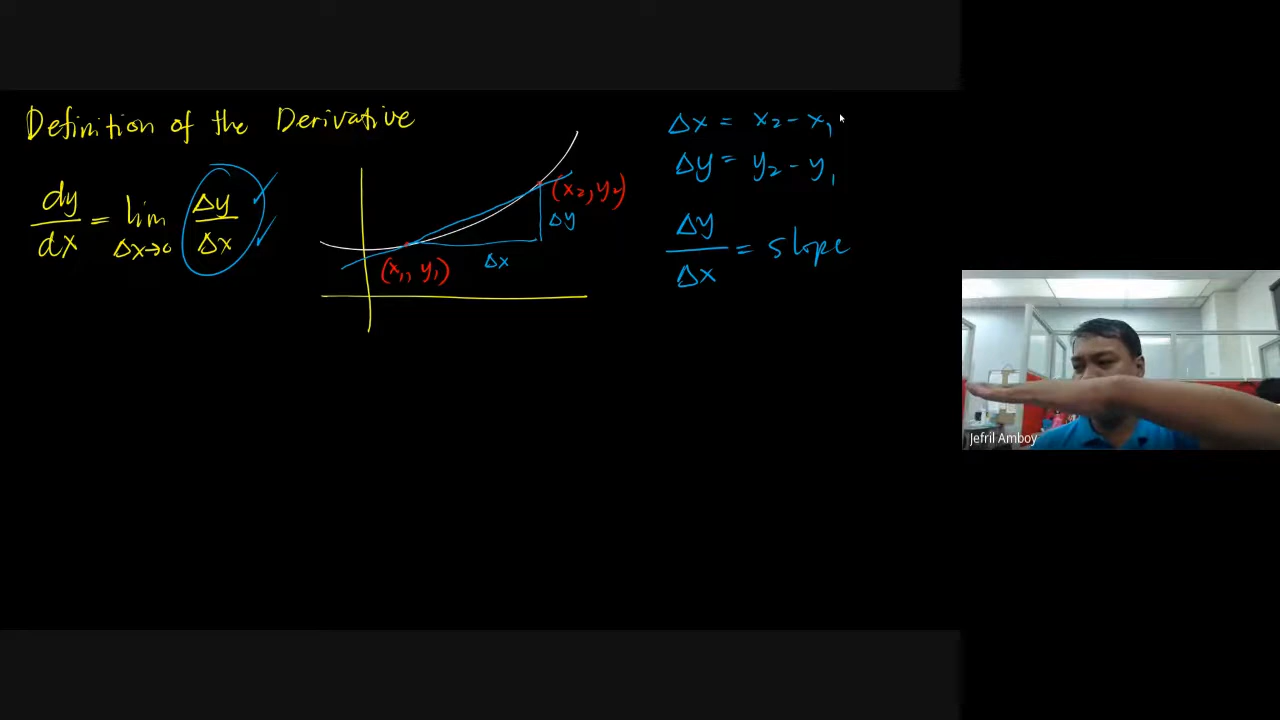 Definition of the Derivative
dy/dx = lim Δx→0 Δy/Δx
(x₂, y₂)
Δy
Δx
(x₁, y₁)
Δx = x₂ - x₁
Δy = y₂ - y₁
Δy/Δx = slope
Jefril Amboy